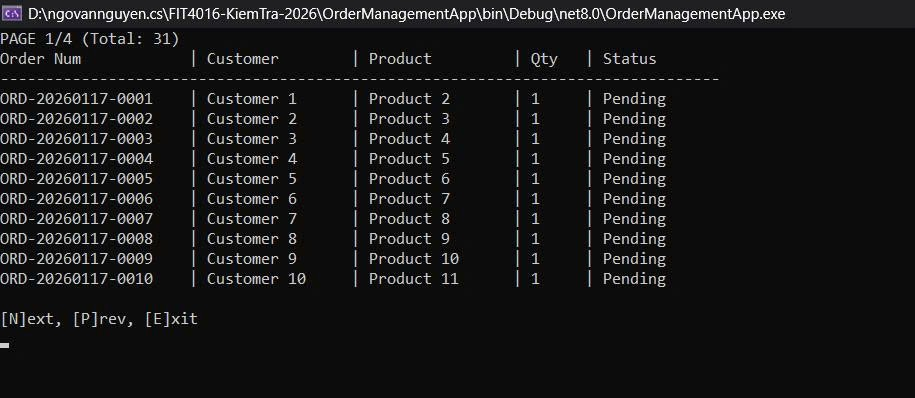 D:\ngovannguyen.cs\FIT4016-KiemTra-2026\OrderManagementApp\bin\Debug\net8.0\OrderManagementApp.exe
PAGE 1/4 (Total: 31)
Order Num            | Customer        | Product         | Qty   | Status
--------------------------------------------------------------------------------
ORD-20260117-0001    | Customer 1      | Product 2       | 1     | Pending
ORD-20260117-0002    | Customer 2      | Product 3       | 1     | Pending
ORD-20260117-0003    | Customer 3      | Product 4       | 1     | Pending
ORD-20260117-0004    | Customer 4      | Product 5       | 1     | Pending
ORD-20260117-0005    | Customer 5      | Product 6       | 1     | Pending
ORD-20260117-0006    | Customer 6      | Product 7       | 1     | Pending
ORD-20260117-0007    | Customer 7      | Product 8       | 1     | Pending
ORD-20260117-0008    | Customer 8      | Product 9       | 1     | Pending
ORD-20260117-0009    | Customer 9      | Product 10      | 1     | Pending
ORD-20260117-0010    | Customer 10     | Product 11      | 1     | Pending
[N]ext, [P]rev, [E]xit